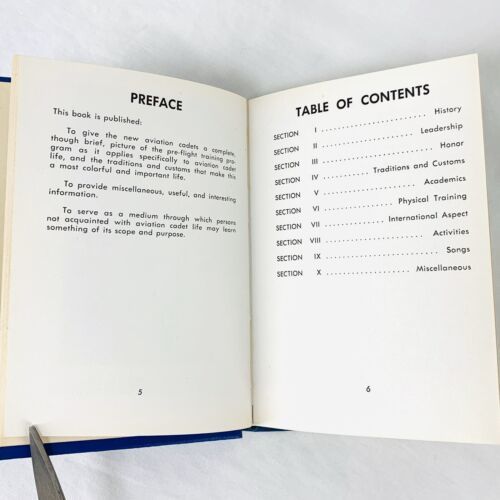 PREFACE
This book is published:
To give the new aviation cadets a complete,
though brief, picture of the pre-flight training pro-
gram as it applies specifically to aviation cadet
life, and the traditions and customs that make this
a most colorful and important life.
To provide miscellaneous, useful, and interesting
information.
To serve as a medium through which persons
not acquainted with aviation cadet life may learn
something of its scope and purpose.
5
TABLE OF CONTENTS
SECTION I .......................... History
SECTION II ...................... Leadership
SECTION III .......................... Honor
SECTION IV ........... Traditions and Customs
SECTION V ....................... Academics
SECTION VI ................ Physical Training
SECTION VII ............. International Aspect
SECTION VIII ...................... Activities
SECTION IX .......................... Songs
SECTION X .................... Miscellaneous
6